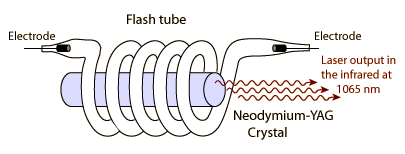 Flash tube
Electrode
Electrode
Laser output in
the infrared at
1065 nm
Neodymium-YAG
Crystal